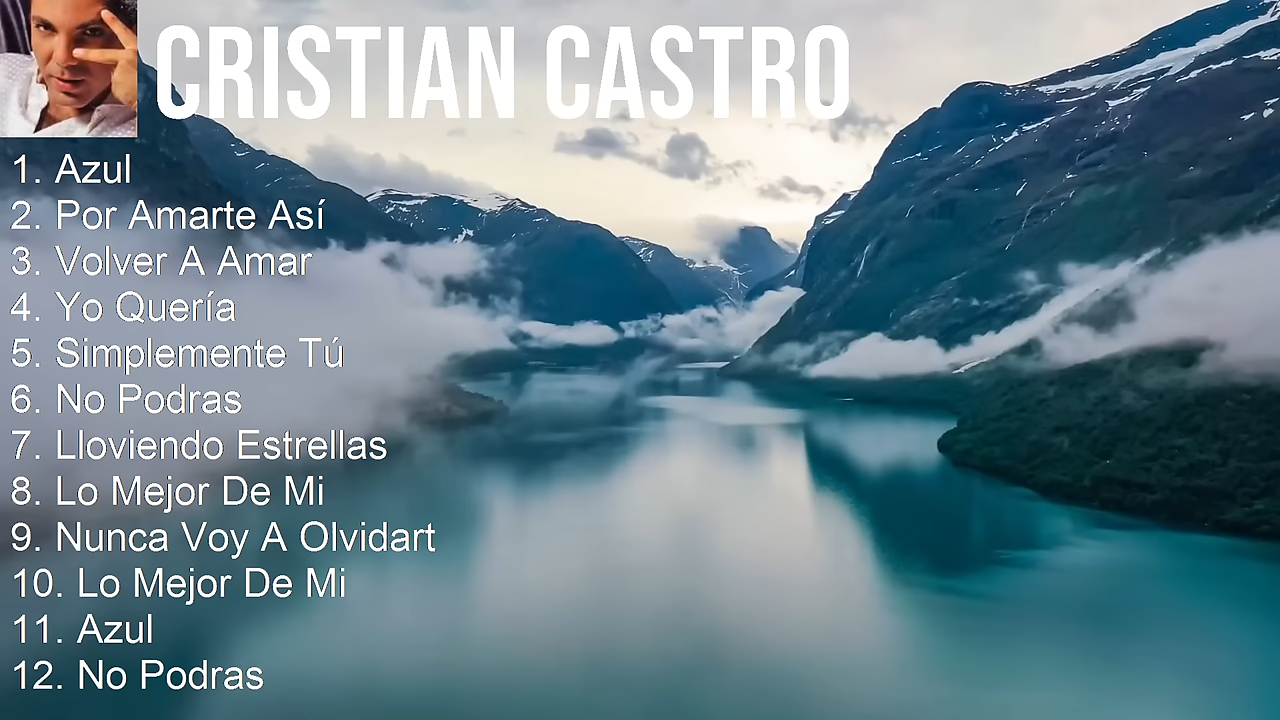 CRISTIAN CASTRO
1. Azul
2. Por Amarte Así
3. Volver A Amar
4. Yo Quería
5. Simplemente Tú
6. No Podras
7. Lloviendo Estrellas
8. Lo Mejor De Mi
9. Nunca Voy A Olvidart
10. Lo Mejor De Mi
11. Azul
12. No Podras